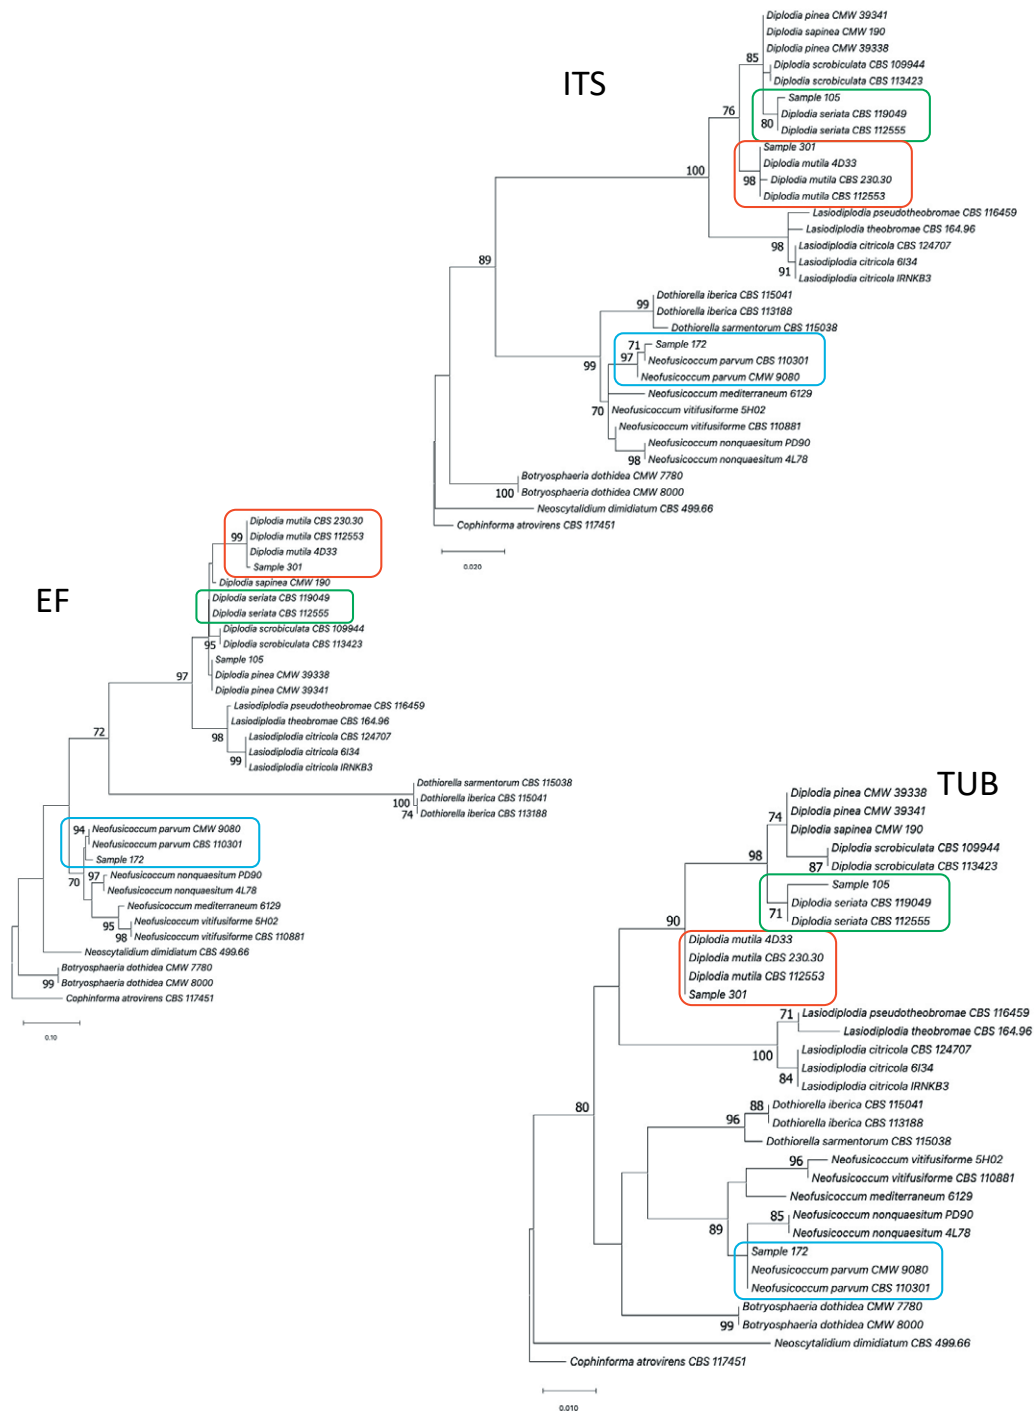 ITS
Diplodia pinea CMW 39341
Diplodia sapinea CMW 190
Diplodia pinea CMW 39338
85
Diplodia scrobiculata CBS 109944
Diplodia scrobiculata CBS 113423
Sample 105
76
Diplodia seriata CBS 119049
80
Diplodia seriata CBS 112555
Sample 301
Diplodia mutila 4D33
100
98
Diplodia mutila CBS 230.30
Diplodia mutila CBS 112553
Lasiodiplodia pseudotheobromae CBS 116459
Lasiodiplodia theobromae CBS 164.96
98
Lasiodiplodia citricola CBS 124707
89
Lasiodiplodia citricola 6I34
91
Lasiodiplodia citricola IRNKB3
Dothiorella iberica CBS 115041
99
Dothiorella iberica CBS 113188
Dothiorella sarmentorum CBS 115038
71
Sample 172
97
Neofusicoccum parvum CBS 110301
99
Neofusicoccum parvum CMW 9080
Neofusicoccum mediterraneum 6129
70
Neofusicoccum vitifusiforme 5H02
Neofusicoccum vitifusiforme CBS 110881
Neofusicoccum nonquaesitum PD90
98
Neofusicoccum nonquaesitum 4L78
Botryosphaeria dothidea CMW 7780
100
Botryosphaeria dothidea CMW 8000
Neoscytalidium dimidiatum CBS 499.66
Cophinforma atrovirens CBS 117451
0.020
EF
Diplodia mutila CBS 230.30
99
Diplodia mutila CBS 112553
Diplodia mutila 4D33
Sample 301
Diplodia sapinea CMW 190
Diplodia seriata CBS 119049
Diplodia seriata CBS 112555
Diplodia scrobiculata CBS 109944
95
Diplodia scrobiculata CBS 113423
Sample 105
97
Diplodia pinea CMW 39338
Diplodia pinea CMW 39341
Lasiodiplodia pseudotheobromae CBS 116459
Lasiodiplodia theobromae CBS 164.96
72
98
Lasiodiplodia citricola CBS 124707
Lasiodiplodia citricola 6I34
99
Lasiodiplodia citricola IRNKB3
Dothiorella sarmentorum CBS 115038
100
Dothiorella iberica CBS 115041
74
Dothiorella iberica CBS 113188
94
Neofusicoccum parvum CMW 9080
Neofusicoccum parvum CBS 110301
Sample 172
70
97
Neofusicoccum nonquaesitum PD90
Neofusicoccum nonquaesitum 4L78
Neofusicoccum mediterraneum 6129
95
Neofusicoccum vitifusiforme 5H02
98
Neofusicoccum vitifusiforme CBS 110881
Neoscytalidium dimidiatum CBS 499.66
Botryosphaeria dothidea CMW 7780
99
Botryosphaeria dothidea CMW 8000
Cophinforma atrovirens CBS 117451
0.10
TUB
Diplodia pinea CMW 39338
Diplodia pinea CMW 39341
74
Diplodia sapinea CMW 190
Diplodia scrobiculata CBS 109944
98
87
Diplodia scrobiculata CBS 113423
Sample 105
Diplodia seriata CBS 119049
71
Diplodia seriata CBS 112555
90
Diplodia mutila 4D33
Diplodia mutila CBS 230.30
Diplodia mutila CBS 112553
Sample 301
71
Lasiodiplodia pseudotheobromae CBS 116459
Lasiodiplodia theobromae CBS 164.96
100
Lasiodiplodia citricola CBS 124707
Lasiodiplodia citricola 6I34
84
Lasiodiplodia citricola IRNKB3
80
88
Dothiorella iberica CBS 115041
96
Dothiorella iberica CBS 113188
Dothiorella sarmentorum CBS 115038
96
Neofusicoccum vitifusiforme 5H02
Neofusicoccum vitifusiforme CBS 110881
Neofusicoccum mediterraneum 6129
89
85
Neofusicoccum nonquaesitum PD90
Neofusicoccum nonquaesitum 4L78
Sample 172
Neofusicoccum parvum CMW 9080
Neofusicoccum parvum CBS 110301
Botryosphaeria dothidea CMW 7780
99
Botryosphaeria dothidea CMW 8000
Neoscytalidium dimidiatum CBS 499.66
Cophinforma atrovirens CBS 117451
0.010